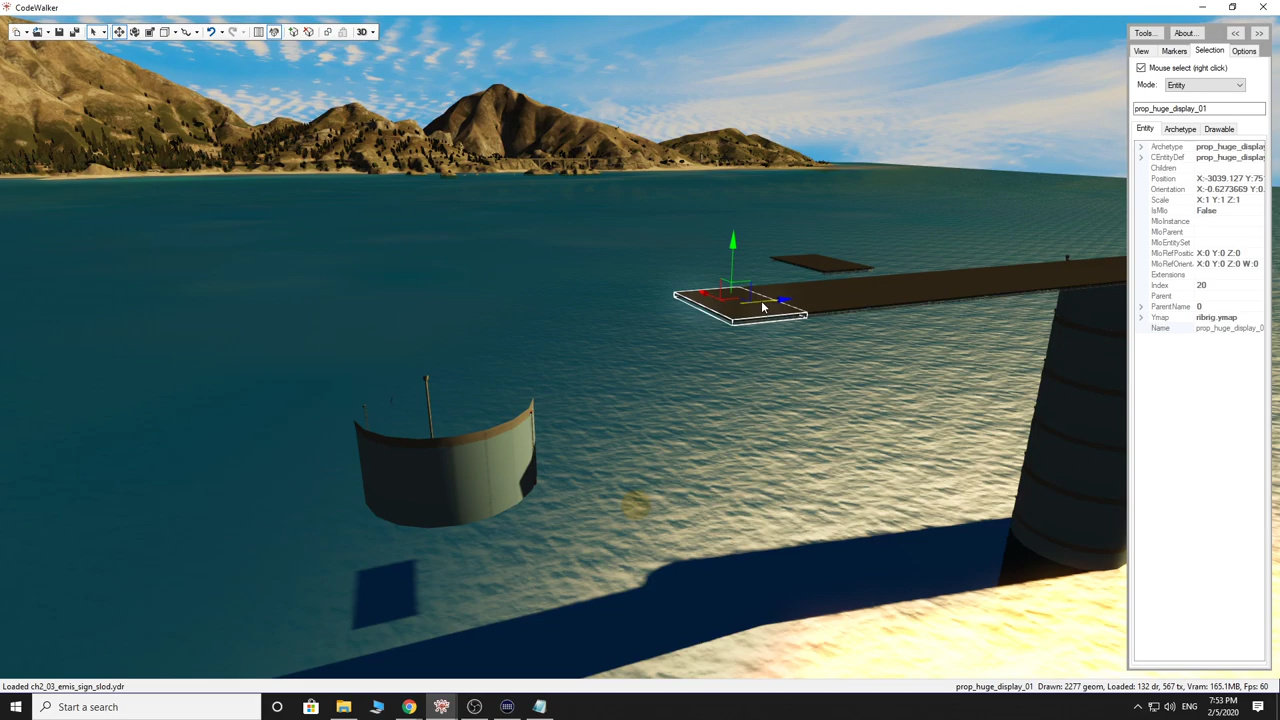 CodeWalker
3D
Tools...
About...
<<
>>
View
Markers
Selection
Options
Mouse select (right click)
Mode:
Entity
prop_huge_display_01
Entity
Archetype
Drawable
Archetype prop_huge_display
CEntityDef prop_huge_display
Children
Position X:-3039.127 Y:75
Orientation X:-0.6273669 Y:0.
Scale X:1 Y:1 Z:1
IsMlo False
MloInstance
MloParent
MloEntitySet
MloRefPositic X:0 Y:0 Z:0
MloRefOrient X:0 Y:0 Z:0 W:0
Extensions
Index 20
Parent
ParentName 0
Ymap ribrig.ymap
Name prop_huge_display_0
Loaded ch2_03_emis_sign_slod.ydr
prop_huge_display_01 Drawn: 2277 geom, Loaded: 132 dr, 567 tx, Vram: 165.1MB, Fps: 60
Start a search
ENG
7:53 PM
2/5/2020